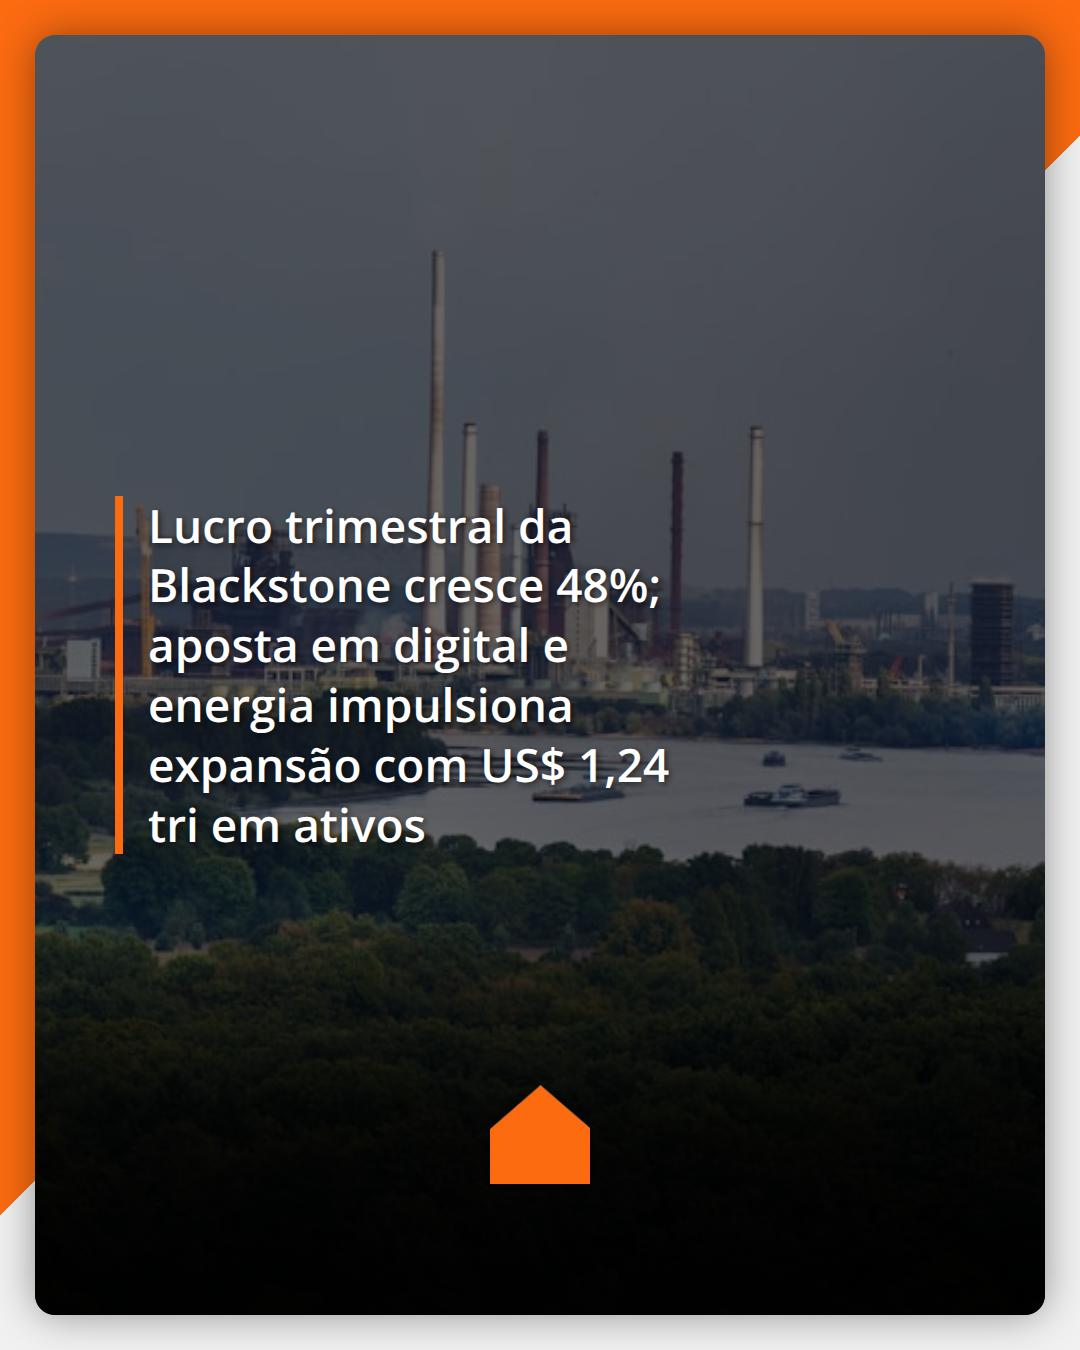 Lucro trimestral da
Blackstone cresce 48%;
aposta em digital e
energia impulsiona
expansão com US$ 1,24
tri em ativos